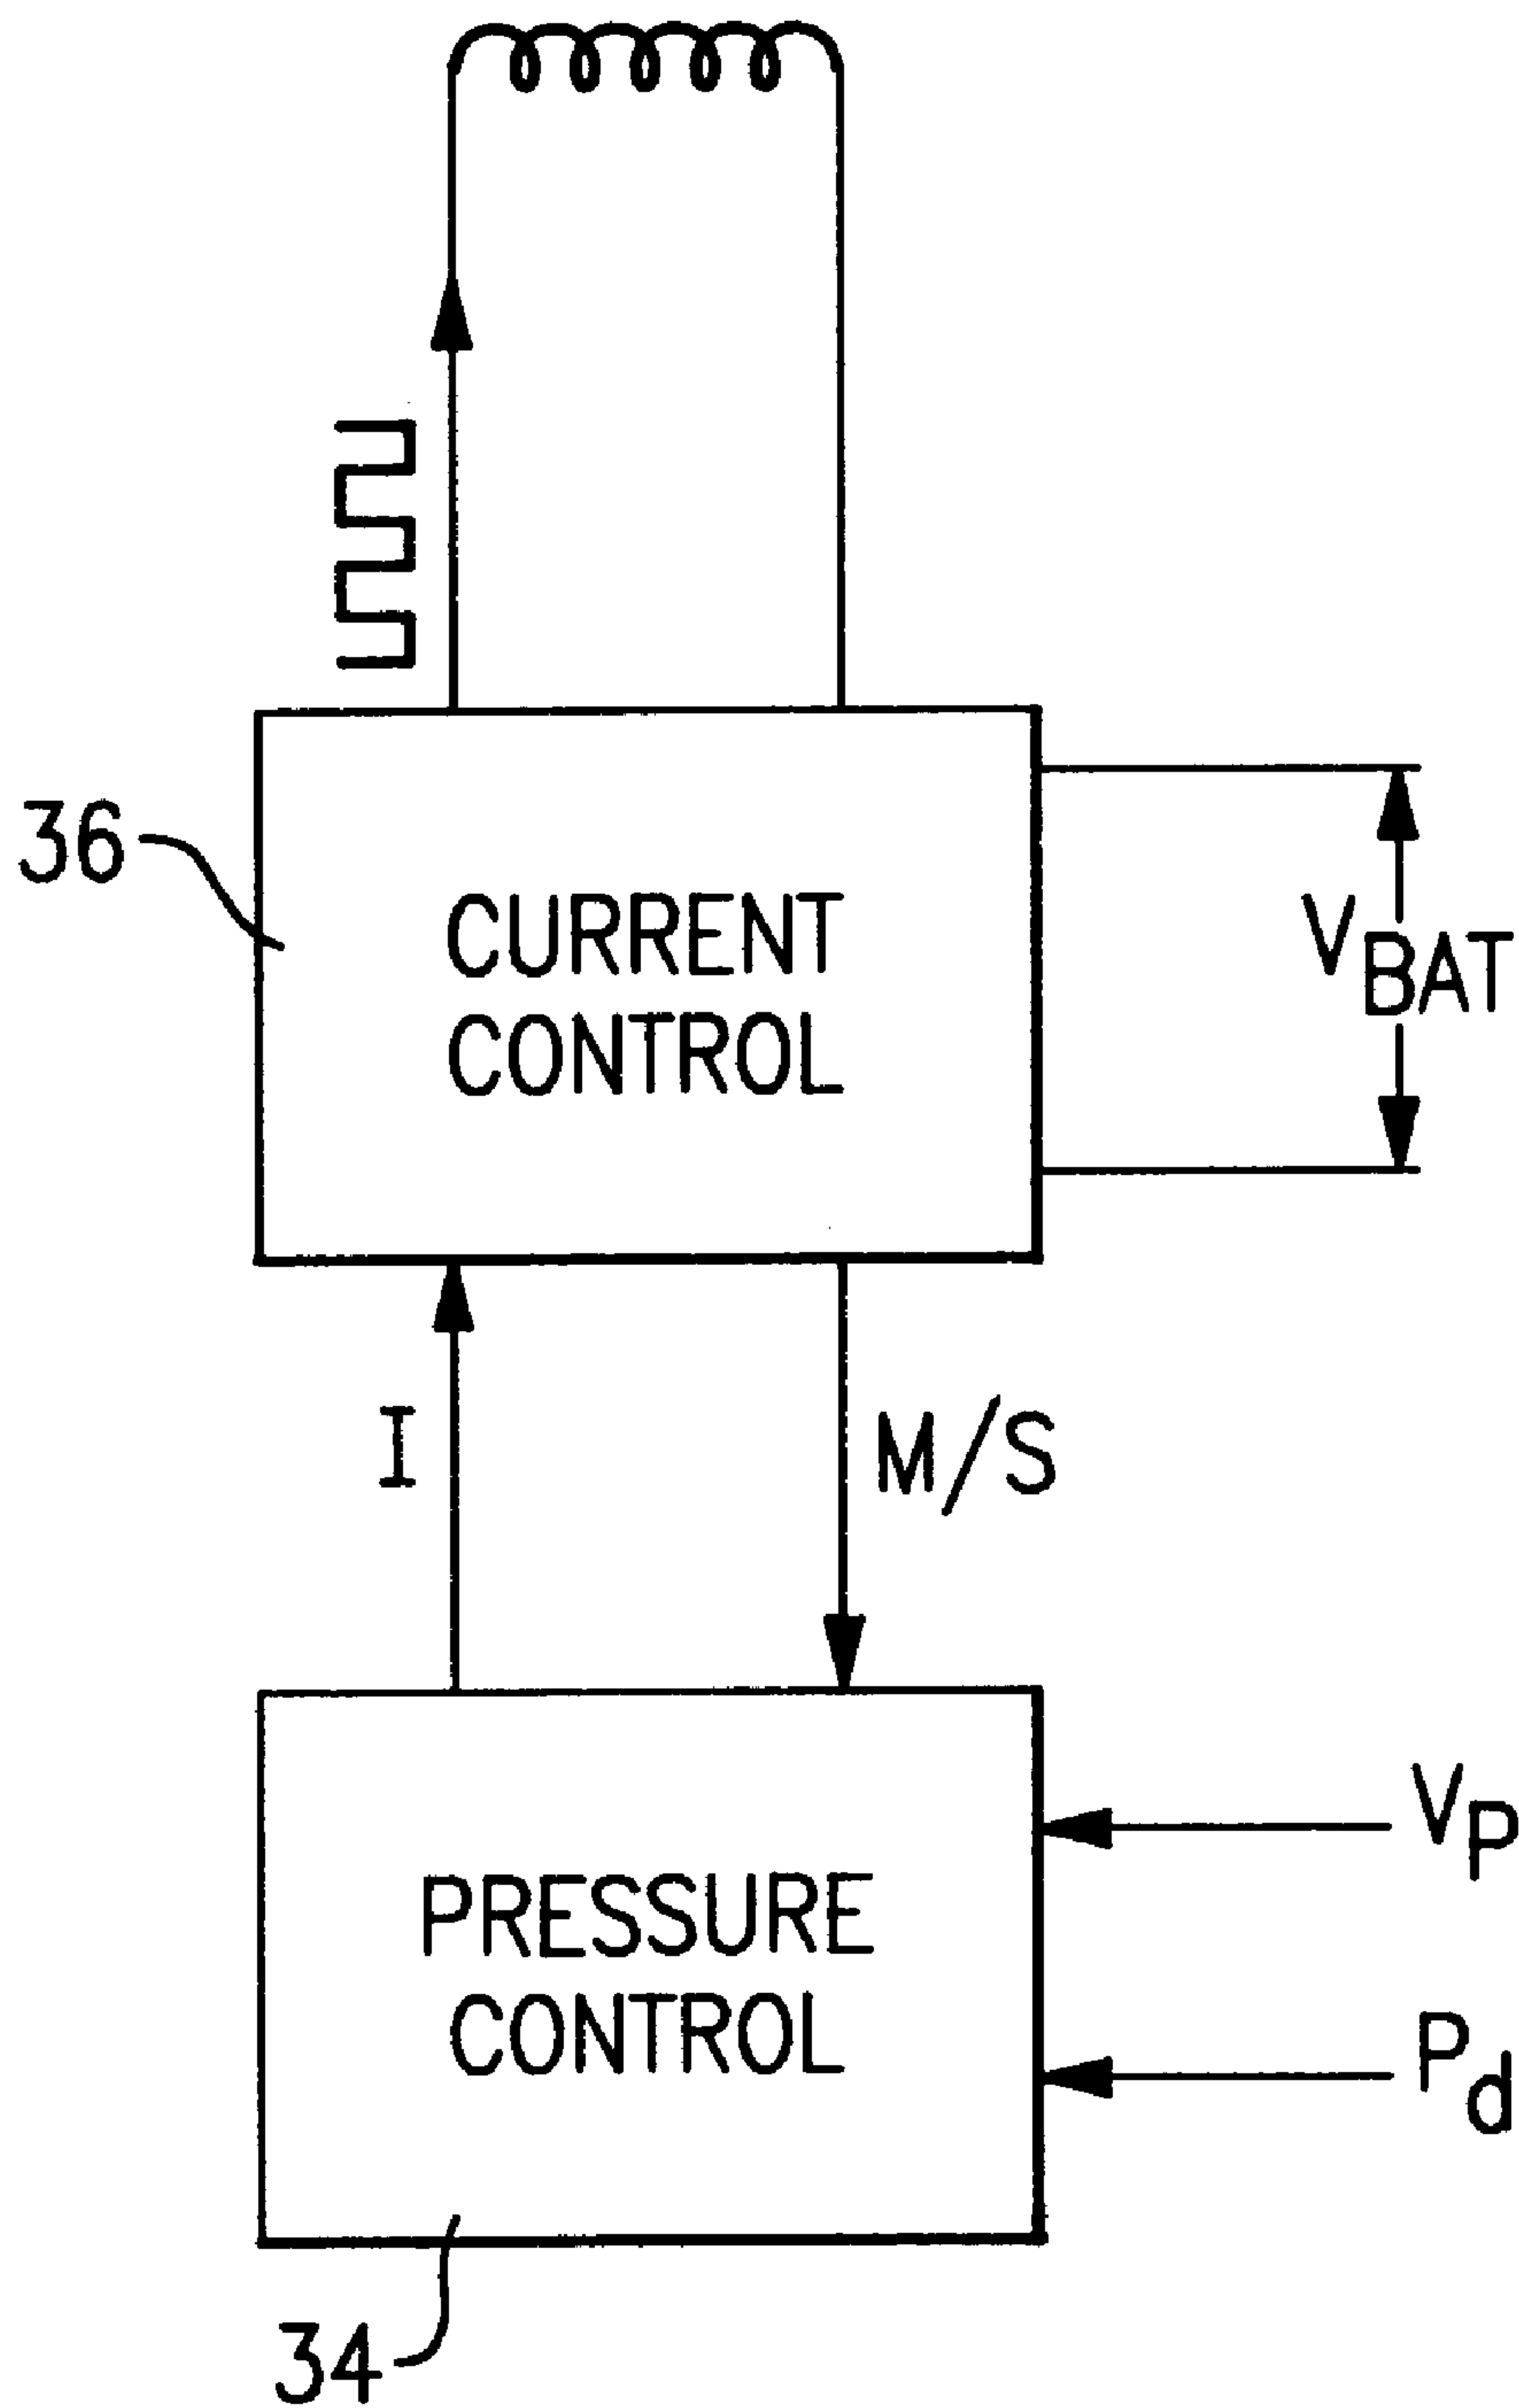 36
CURRENT
CONTROL
VBAT
I
M/S
VP
PRESSURE
CONTROL
Pd
34